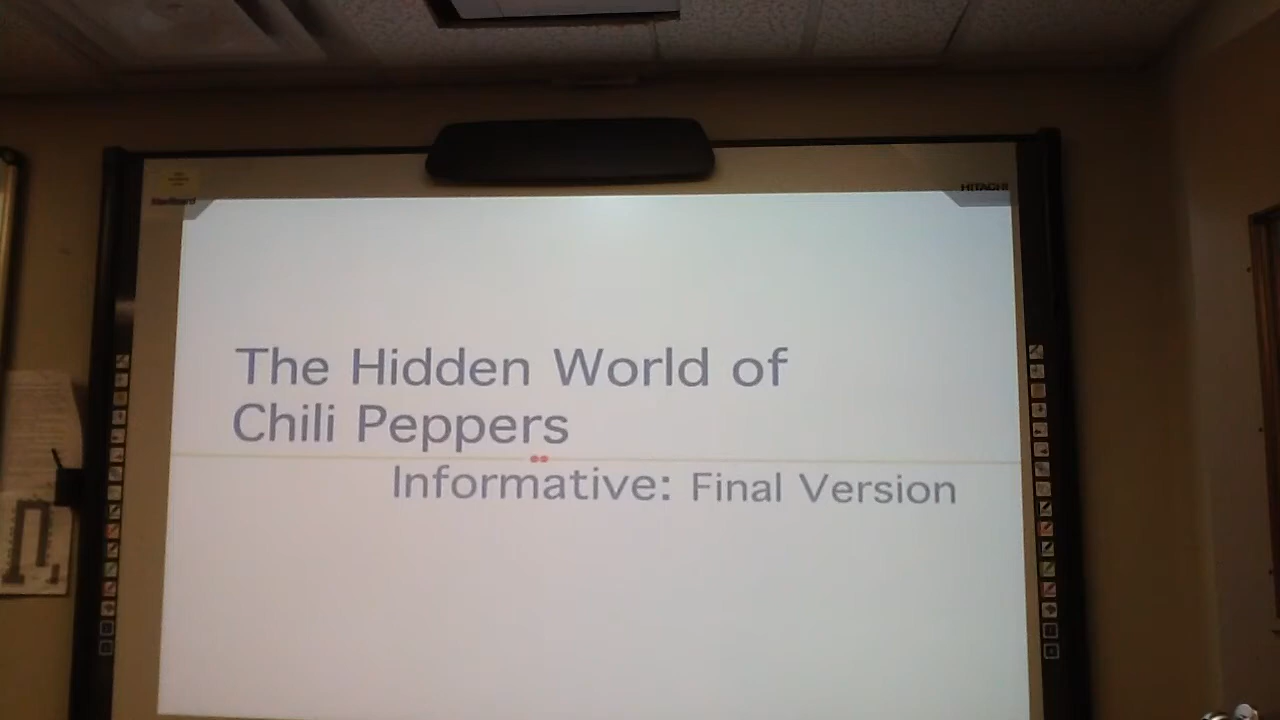 HITACHI
The Hidden World of
Chili Peppers
Informative: Final Version